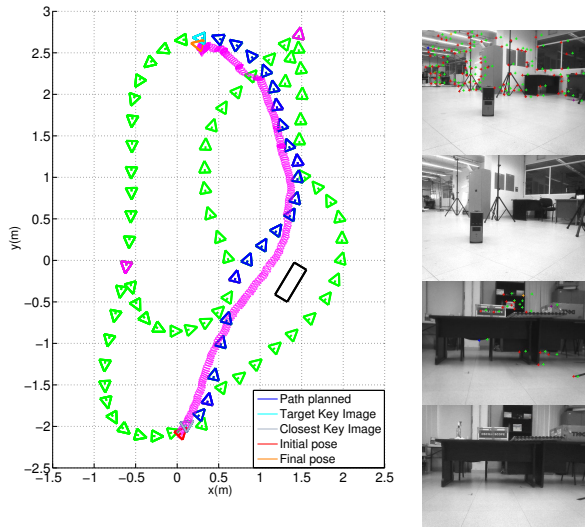 3
2.5
2
1.5
1
0.5
0
−0.5
−1
−1.5
−2
−2.5
y(m)
Path planned
Target Key Image
Closest Key Image
Initial pose
Final pose
−1.5 −1 −0.5 0 0.5 1 1.5 2 2.5
x(m)